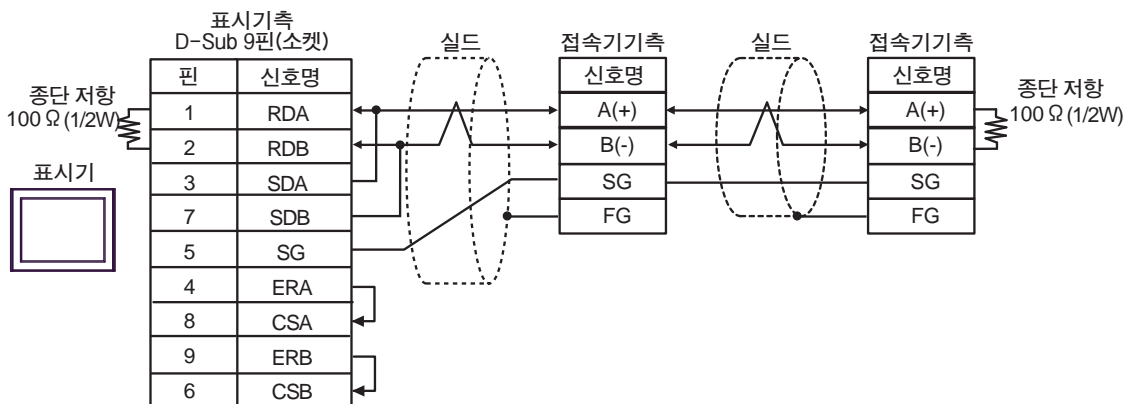 표시기측
D-Sub 9핀(소켓)
실드
접속기기측
실드
접속기기측
핀 신호명
신호명
신호명
종단 저항
100 Ω (1/2W)
종단 저항
100 Ω (1/2W)
1 RDA
A(+)
A(+)
2 RDB
B(-)
B(-)
표시기
3 SDA
SG
SG
7 SDB
FG
FG
5 SG
4 ERA
8 CSA
9 ERB
6 CSB